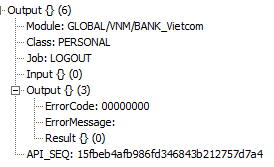 Output {} (6)
Module: GLOBAL/VNM/BANK_Vietcom
Class: PERSONAL
Job: LOGOUT
Input {} (0)
Output {} (3)
ErrorCode: 00000000
ErrorMessage:
Result {} (0)
API_SEQ: 15fbeb4afb986fd346843b212757d7a4